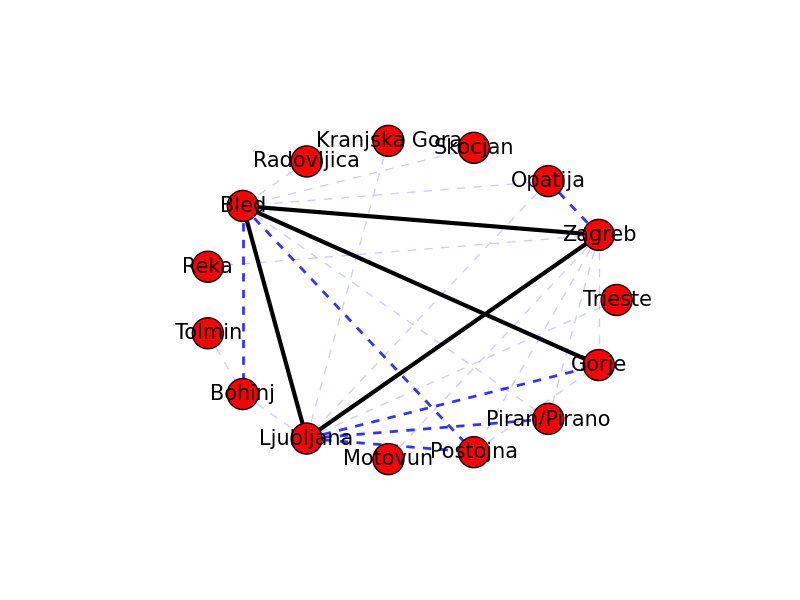 Kranjska Gora
Skocjan
Radovljica
Opatija
Bled
Zagreb
Reka
Trieste
Tolmin
Gorje
Bohinj
Piran/Pirano
Ljubljana
Postojna
Motovun